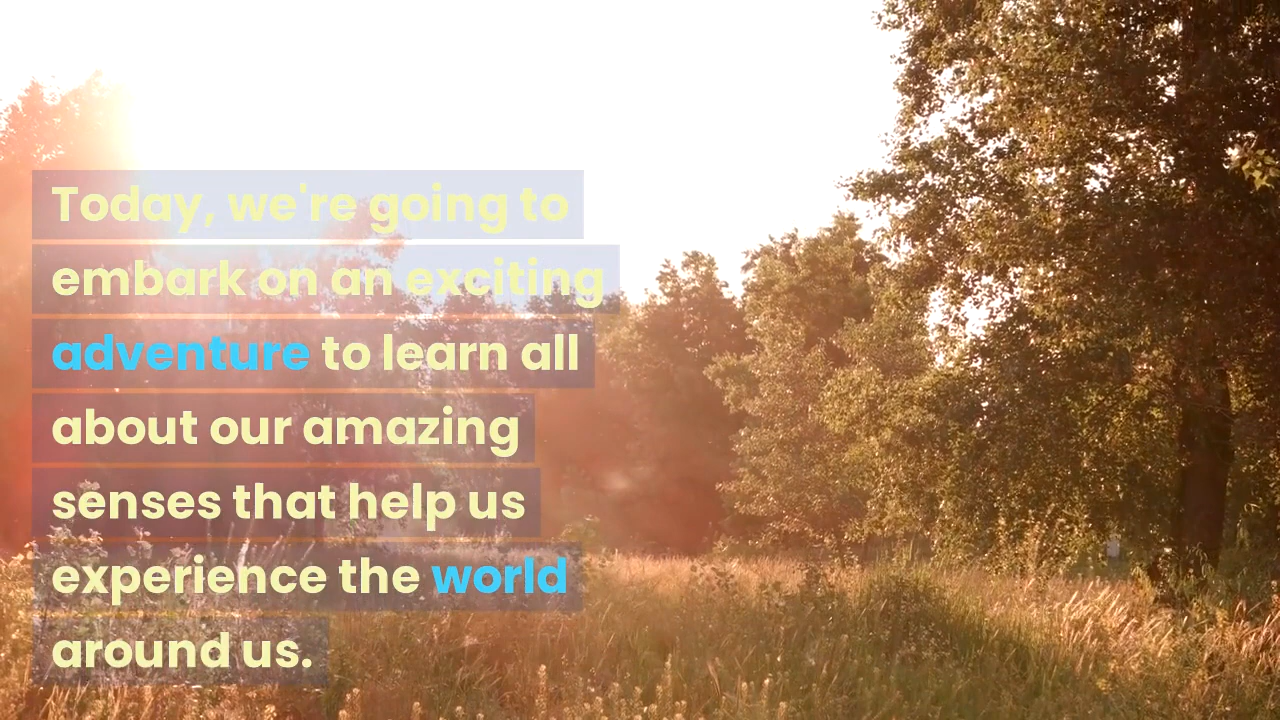 Today, we're going to
embark on an exciting
adventure to learn all
about our amazing
senses that help us
experience the world
around us.